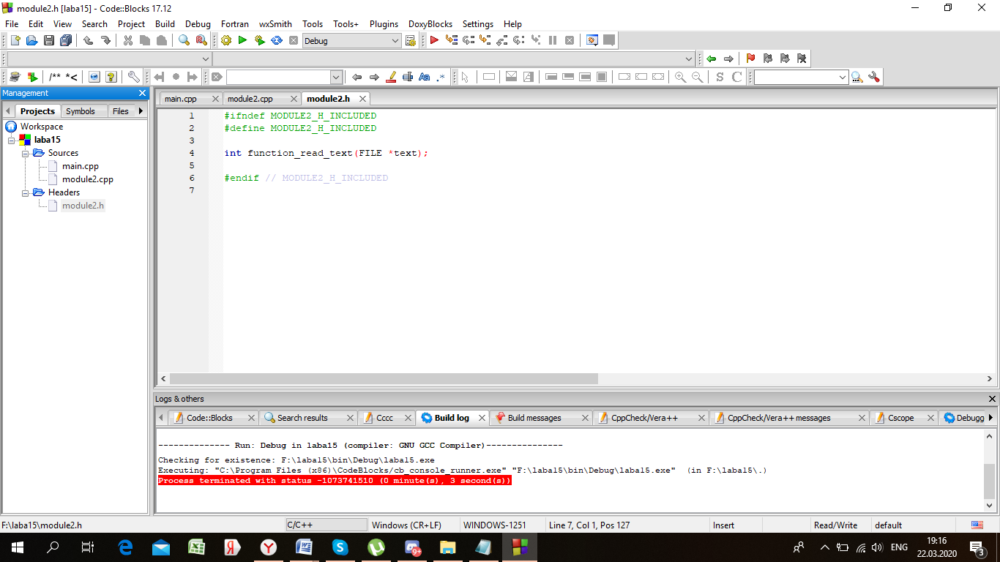 module2.h [laba15] - Code::Blocks 17.12
File Edit View Search Project Build Debug Fortran wxSmith Tools Tools+ Plugins DoxyBlocks Settings Help
Debug
/** *<
Aa .*
S C
Management
Projects Symbols Files
Workspace
laba15
Sources
main.cpp
module2.cpp
Headers
module2.h
main.cpp module2.cpp module2.h
1 #ifndef MODULE2_H_INCLUDED
2 #define MODULE2_H_INCLUDED
3
4 int function_read_text(FILE *text);
5
6 #endif // MODULE2_H_INCLUDED
7
Logs & others
Code::Blocks Search results Cccc Build log Build messages CppCheck/Vera++ CppCheck/Vera++ messages Cscope Debugg
-------------- Run: Debug in laba15 (compiler: GNU GCC Compiler)---------------
Checking for existence: F:\laba15\bin\Debug\laba15.exe
Executing: "C:\Program Files (x86)\CodeBlocks/cb_console_runner.exe" "F:\laba15\bin\Debug\laba15.exe"  (in F:\laba15\.)
Process terminated with status -1073741510 (0 minute(s), 3 second(s))
F:\laba15\module2.h C/C++ Windows (CR+LF) WINDOWS-1251 Line 7, Col 1, Pos 127 Insert Read/Write default
9+
ENG
19:16
22.03.2020
3